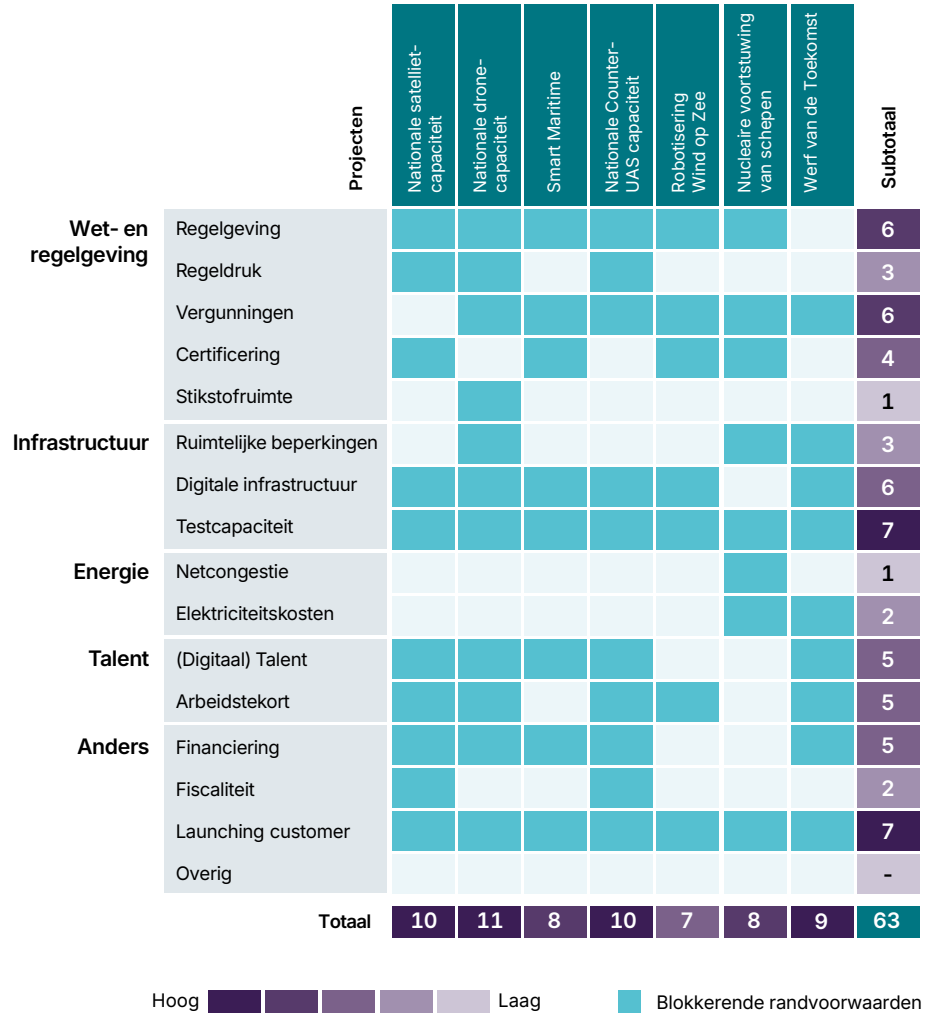 Projecten
Nationale satelliet-
capaciteit
Nationale drone-
capaciteit
Smart Maritime
Nationale Counter-
UAS capaciteit
Robotisering
Wind op Zee
Nucleaire voortstuwing
van schepen
Werf van de Toekomst
Subtotaal
Wet- en
regelgeving
Regelgeving 6
Regeldruk 3
Vergunningen 6
Certificering 4
Stikstofruimte 1
Infrastructuur
Ruimtelijke beperkingen 3
Digitale infrastructuur 6
Testcapaciteit 7
Energie
Netcongestie 1
Elektriciteitskosten 2
Talent
(Digitaal) Talent 5
Arbeidstekort 5
Anders
Financiering 5
Fiscaliteit 2
Launching customer 7
Overig -
Totaal 10 11 8 10 7 8 9 63
Hoog Laag Blokkerende randvoorwaarden